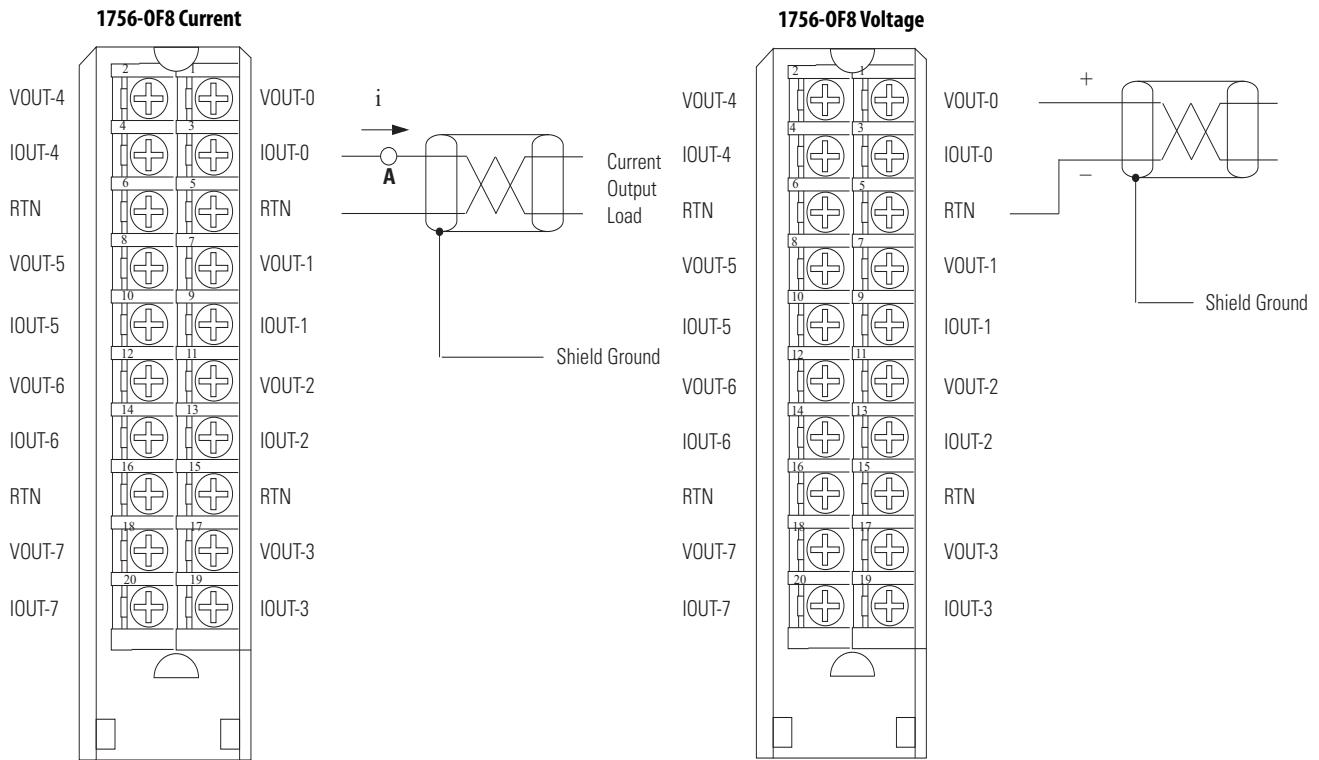 1756-OF8 Current
VOUT-4 2 1 VOUT-0
IOUT-4 4 3 IOUT-0
RTN 6 5 RTN
VOUT-5 8 7 VOUT-1
IOUT-5 10 9 IOUT-1
VOUT-6 12 11 VOUT-2
IOUT-6 14 13 IOUT-2
RTN 16 15 RTN
VOUT-7 18 17 VOUT-3
IOUT-7 20 19 IOUT-3
i
A
Current
Output
Load
Shield Ground
1756-OF8 Voltage
VOUT-4 2 1 VOUT-0
IOUT-4 4 3 IOUT-0
RTN 6 5 RTN
VOUT-5 8 7 VOUT-1
IOUT-5 10 9 IOUT-1
VOUT-6 12 11 VOUT-2
IOUT-6 14 13 IOUT-2
RTN 16 15 RTN
VOUT-7 18 17 VOUT-3
IOUT-7 20 19 IOUT-3
+
–
Shield Ground